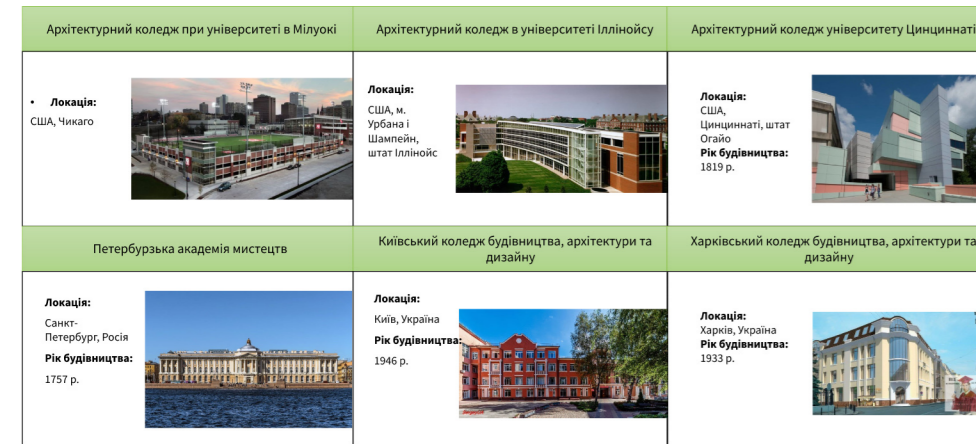 Архітектурний коледж при університеті в Мілуокі
Архітектурний коледж в університеті Іллінойсу
Архітектурний коледж університету Цинциннаті
• Локація:
США, Чикаго
Локація:
США, м.
Урбана і
Шампейн,
штат Іллінойс
Локація:
США,
Цинциннаті, штат
Огайо
Рік будівництва:
1819 р.
Петербурзька академія мистецтв
Київський коледж будівництва, архітектури та
дизайну
Харківський коледж будівництва, архітектури та
дизайну
Локація:
Санкт-
Петербург, Росія
Рік будівництва:
1757 р.
Локація:
Київ, Україна
Рік будівництва:
1946 р.
Локація:
Харків, Україна
Рік будівництва:
1933 р.